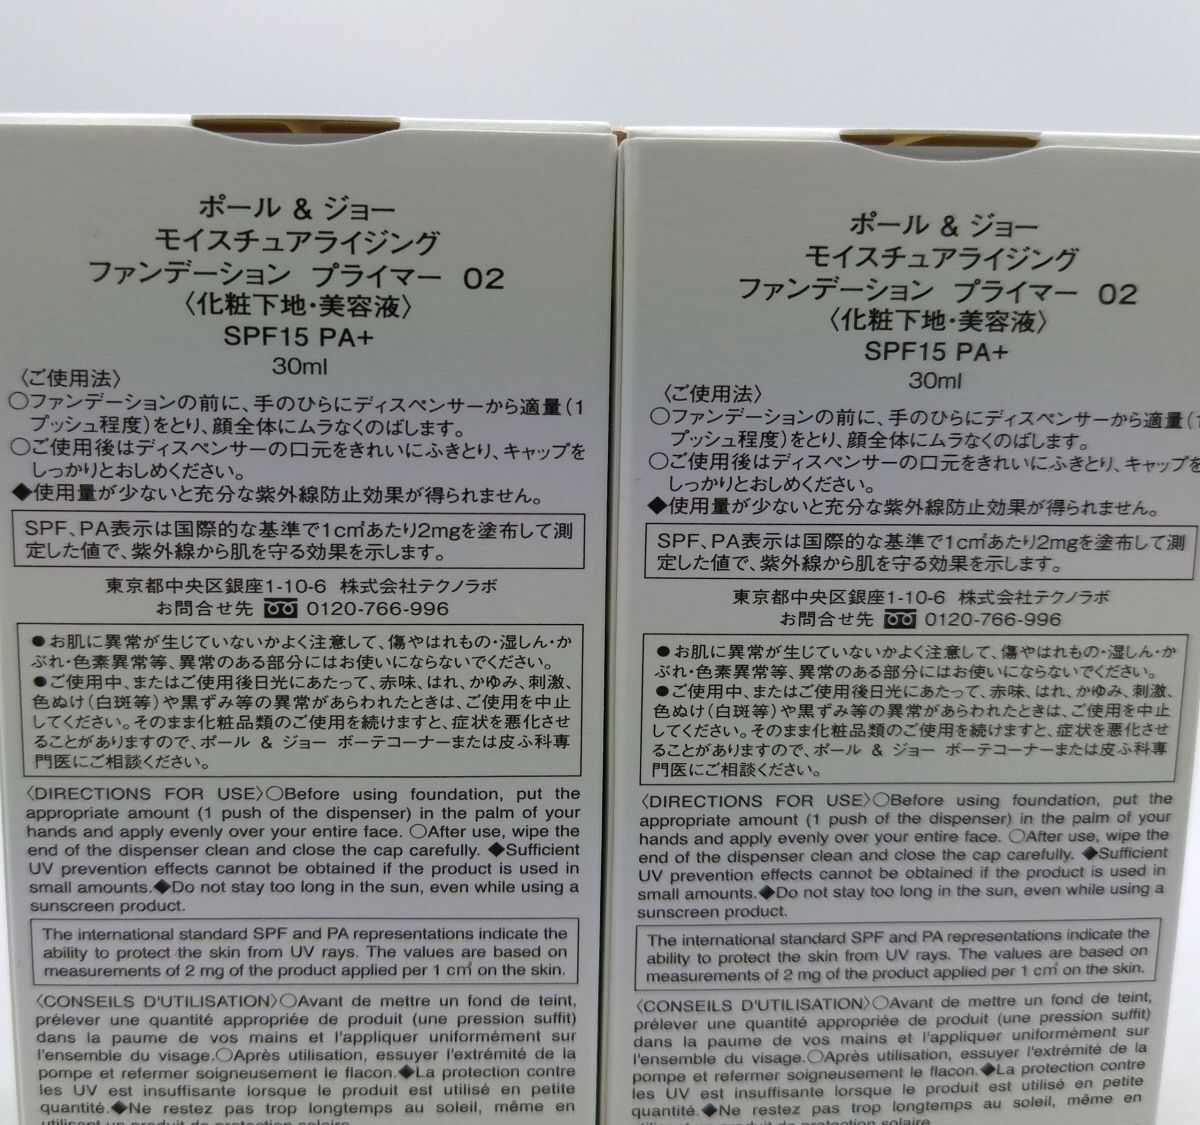 ポール & ジョー
モイスチュアライジング
ファンデーション プライマー 02
〈化粧下地・美容液〉
SPF15 PA+
30ml
〈ご使用法〉
○ファンデーションの前に、手のひらにディスペンサーから適量(1
プッシュ程度)をとり、顔全体にムラなくのばします。
○ご使用後はディスペンサーの口元をきれいにふきとり、キャップを
しっかりとおしめください。
◆使用量が少ないと充分な紫外線防止効果が得られません。
SPF、PA表示は国際的な基準で1c㎡あたり2mgを塗布して測
定した値で、紫外線から肌を守る効果を示します。
東京都中央区銀座1-10-6 株式会社テクノラボ
お問合せ先 0120-766-996
●お肌に異常が生じていないかよく注意して、傷やはれもの・湿しん・か
ぶれ・色素異常等、異常のある部分にはお使いにならないでください。
●ご使用中、またはご使用後日光にあたって、赤味、はれ、かゆみ、刺激、
色ぬけ(白斑等)や黒ずみ等の異常があらわれたときは、ご使用を中止
してください。そのまま化粧品類のご使用を続けますと、症状を悪化させ
ることがありますので、ポール & ジョー ボーテコーナーまたは皮ふ科専
門医にご相談ください。
〈DIRECTIONS FOR USE〉○Before using foundation, put the
appropriate amount (1 push of the dispenser) in the palm of your
hands and apply evenly over your entire face. ○After use, wipe the
end of the dispenser clean and close the cap carefully. ◆Sufficient
UV prevention effects cannot be obtained if the product is used in
small amounts.◆Do not stay too long in the sun, even while using a
sunscreen product.
The international standard SPF and PA representations indicate the
ability to protect the skin from UV rays. The values are based on
measurements of 2 mg of the product applied per 1 c㎡ on the skin.
〈CONSEILS D'UTILISATION〉○Avant de mettre un fond de teint,
prélever une quantité appropriée de produit (une pression suffit)
dans la paume de vos mains et l'appliquer uniformément sur
l'ensemble du visage.○Après utilisation, essuyer l'extrémité de la
pompe et refermer soigneusement le flacon.◆La protection contre
les UV est insuffisante lorsque le produit est utilisé en petite
quantité.◆Ne restez pas trop longtemps au soleil, même en
utilisant un produit de protection solaire.
ポール & ジョー
モイスチュアライジング
ファンデーション プライマー 02
〈化粧下地・美容液〉
SPF15 PA+
30ml
〈ご使用法〉
○ファンデーションの前に、手のひらにディスペンサーから適量(1
プッシュ程度)をとり、顔全体にムラなくのばします。
○ご使用後はディスペンサーの口元をきれいにふきとり、キャップを
しっかりとおしめください。
◆使用量が少ないと充分な紫外線防止効果が得られません。
SPF、PA表示は国際的な基準で1c㎡あたり2mgを塗布して測
定した値で、紫外線から肌を守る効果を示します。
東京都中央区銀座1-10-6 株式会社テクノラボ
お問合せ先 0120-766-996
●お肌に異常が生じていないかよく注意して、傷やはれもの・湿しん・か
ぶれ・色素異常等、異常のある部分にはお使いにならないでください。
●ご使用中、またはご使用後日光にあたって、赤味、はれ、かゆみ、刺激、
色ぬけ(白斑等)や黒ずみ等の異常があらわれたときは、ご使用を中止
してください。そのまま化粧品類のご使用を続けますと、症状を悪化させ
ることがありますので、ポール & ジョー ボーテコーナーまたは皮ふ科専
門医にご相談ください。
〈DIRECTIONS FOR USE〉○Before using foundation, put the
appropriate amount (1 push of the dispenser) in the palm of your
hands and apply evenly over your entire face. ○After use, wipe the
end of the dispenser clean and close the cap carefully. ◆Sufficient
UV prevention effects cannot be obtained if the product is used in
small amounts.◆Do not stay too long in the sun, even while using a
sunscreen product.
The international standard SPF and PA representations indicate the
ability to protect the skin from UV rays. The values are based on
measurements of 2 mg of the product applied per 1 c㎡ on the skin.
〈CONSEILS D'UTILISATION〉○Avant de mettre un fond de teint,
prélever une quantité appropriée de produit (une pression suffit)
dans la paume de vos mains et l'appliquer uniformément sur
l'ensemble du visage.○Après utilisation, essuyer l'extrémité de la
pompe et refermer soigneusement le flacon.◆La protection contre
les UV est insuffisante lorsque le produit est utilisé en petite
quantité.◆Ne restez pas trop longtemps au soleil, même en
utilisant un produit de protection solaire.